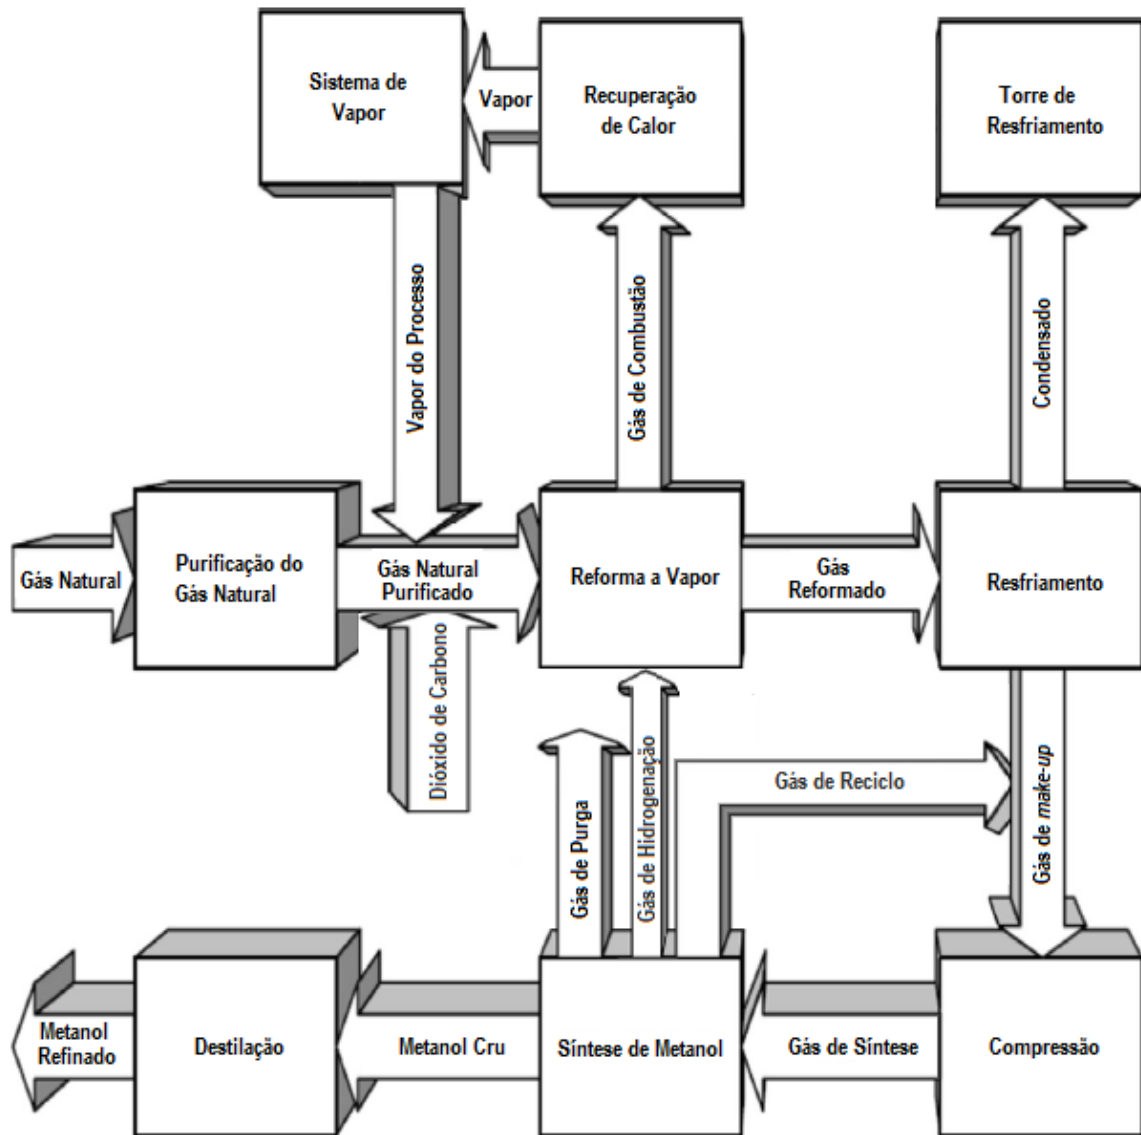 Sistema de
Vapor
Vapor
Recuperação
de Calor
Torre de
Resfriamento
Vapor do Processo
Gás de Combustão
Condensado
Gás Natural
Purificação do
Gás Natural
Gás Natural
Purificado
Reforma a Vapor
Gás
Reformado
Resfriamento
Dióxido de Carbono
Gás de Purga
Gás de Hidrogenação
Gás de Reciclo
Gás de make-up
Metanol
Refinado
Destilação
Metanol Cru
Síntese de Metanol
Gás de Síntese
Compressão